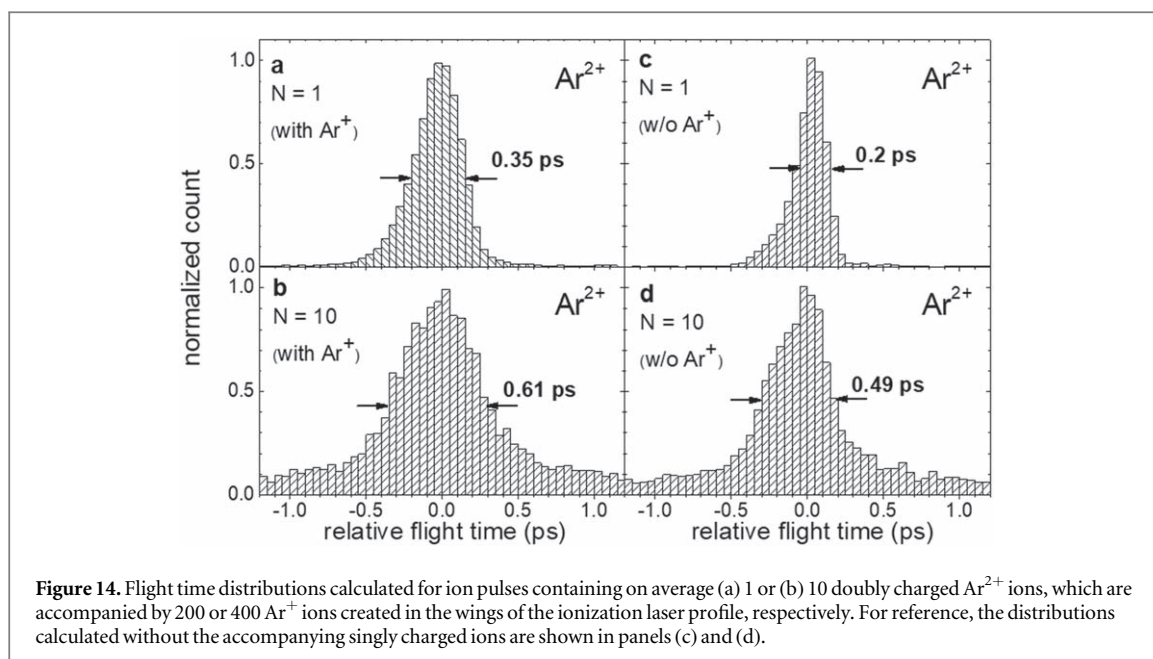 a
N = 1
(with Ar⁺)
Ar²⁺
0.35 ps
c
N = 1
(w/o Ar⁺)
Ar²⁺
0.2 ps
1.0
0.5
0.0
b
N = 10
(with Ar⁺)
Ar²⁺
0.61 ps
d
N = 10
(w/o Ar⁺)
Ar²⁺
0.49 ps
1.0
0.5
0.0
normalized count
-1.0 -0.5 0.0 0.5 1.0 -1.0 -0.5 0.0 0.5 1.0
relative flight time (ps) relative flight time (ps)
Figure 14. Flight time distributions calculated for ion pulses containing on average (a) 1 or (b) 10 doubly charged Ar²⁺ ions, which are
accompanied by 200 or 400 Ar⁺ ions created in the wings of the ionization laser profile, respectively. For reference, the distributions
calculated without the accompanying singly charged ions are shown in panels (c) and (d).